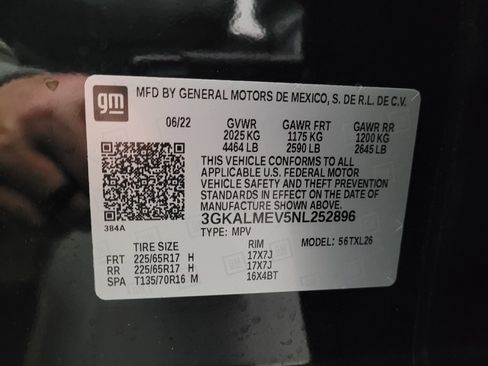 gm
MFD BY GENERAL MOTORS DE MEXICO, S. DE R.L. DE C.V.
06/22 GVWR GAWR FRT GAWR RR
2025 KG 1175 KG 1200 KG
4464 LB 2590 LB 2645 LB
THIS VEHICLE CONFORMS TO ALL
APPLICABLE U.S. FEDERAL MOTOR
VEHICLE SAFETY AND THEFT PREVENTION
STANDARDS IN EFFECT ON THE DATE OF
MANUFACTURE SHOWN ABOVE.
3GKALMEV5NL252896
384A TYPE: MPV MODEL: 56TXL26
TIRE SIZE RIM
FRT 225/65R17 H 17X7J
RR 225/65R17 H 17X7J
SPA T135/70R16 M 16X4BT